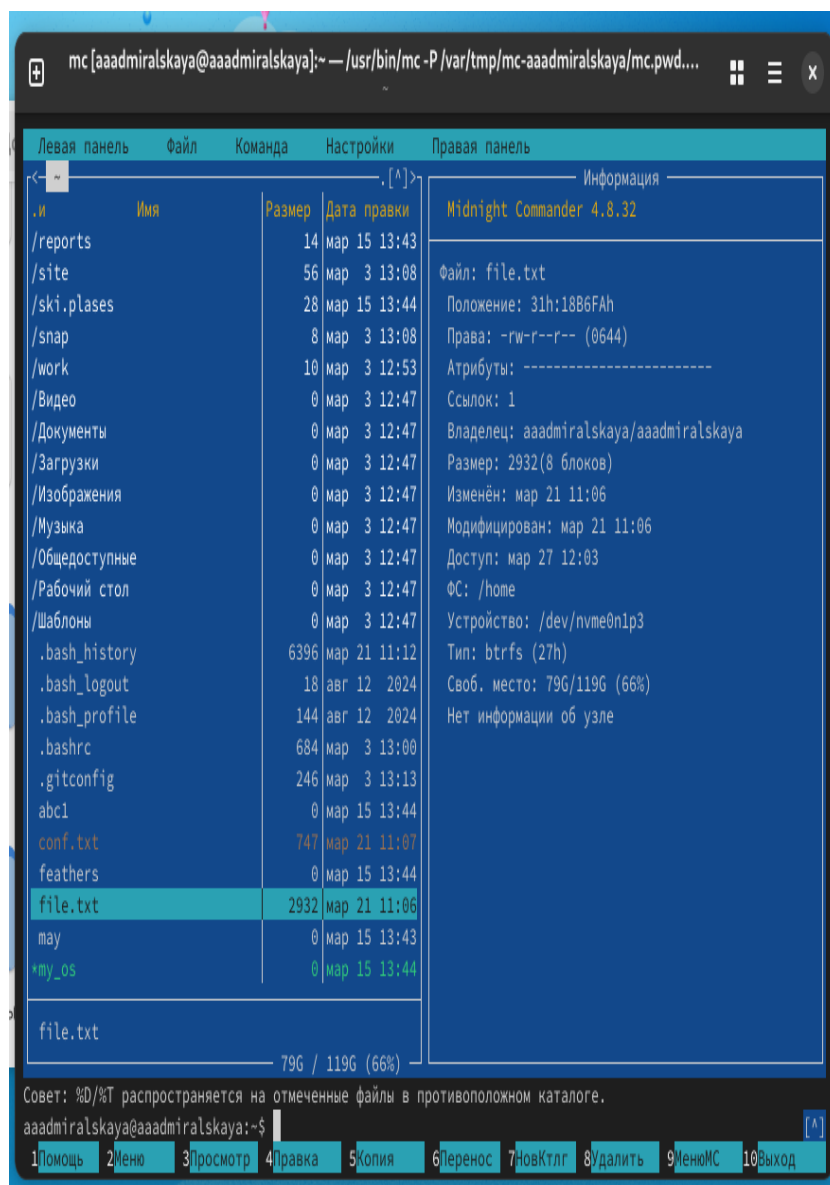 mc [aaadmiralskaya@aaadmiralskaya]:~ — /usr/bin/mc -P /var/tmp/mc-aaadmiralskaya/mc.pwd....
~
Левая панель Файл Команда Настройки Правая панель
<- ~ .[^]>
.и Имя Размер Дата правки
/reports 14 мар 15 13:43
/site 56 мар 3 13:08
/ski.plases 28 мар 15 13:44
/snap 8 мар 3 13:08
/work 10 мар 3 12:53
/Видео 0 мар 3 12:47
/Документы 0 мар 3 12:47
/Загрузки 0 мар 3 12:47
/Изображения 0 мар 3 12:47
/Музыка 0 мар 3 12:47
/Общедоступные 0 мар 3 12:47
/Рабочий стол 0 мар 3 12:47
/Шаблоны 0 мар 3 12:47
.bash_history 6396 мар 21 11:12
.bash_logout 18 авг 12 2024
.bash_profile 144 авг 12 2024
.bashrc 684 мар 3 13:00
.gitconfig 246 мар 3 13:13
abc1 0 мар 15 13:44
conf.txt 747 мар 21 11:07
feathers 0 мар 15 13:44
file.txt 2932 мар 21 11:06
may 0 мар 15 13:43
*my_os 0 мар 15 13:44
file.txt
79G / 119G (66%)
Информация
Midnight Commander 4.8.32
Файл: file.txt
Положение: 31h:18B6FAh
Права: -rw-r--r-- (0644)
Атрибуты: -------------------------
Ссылок: 1
Владелец: aaadmiralskaya/aaadmiralskaya
Размер: 2932(8 блоков)
Изменён: мар 21 11:06
Модифицирован: мар 21 11:06
Доступ: мар 27 12:03
ФС: /home
Устройство: /dev/nvme0n1p3
Тип: btrfs (27h)
Своб. место: 79G/119G (66%)
Нет информации об узле
Совет: %D/%T распространяется на отмеченные файлы в противоположном каталоге.
aaadmiralskaya@aaadmiralskaya:~$ [^]
1Помощь 2Меню 3Просмотр 4Правка 5Копия 6Перенос 7НовКтлг 8Удалить 9МенюМС 10Выход